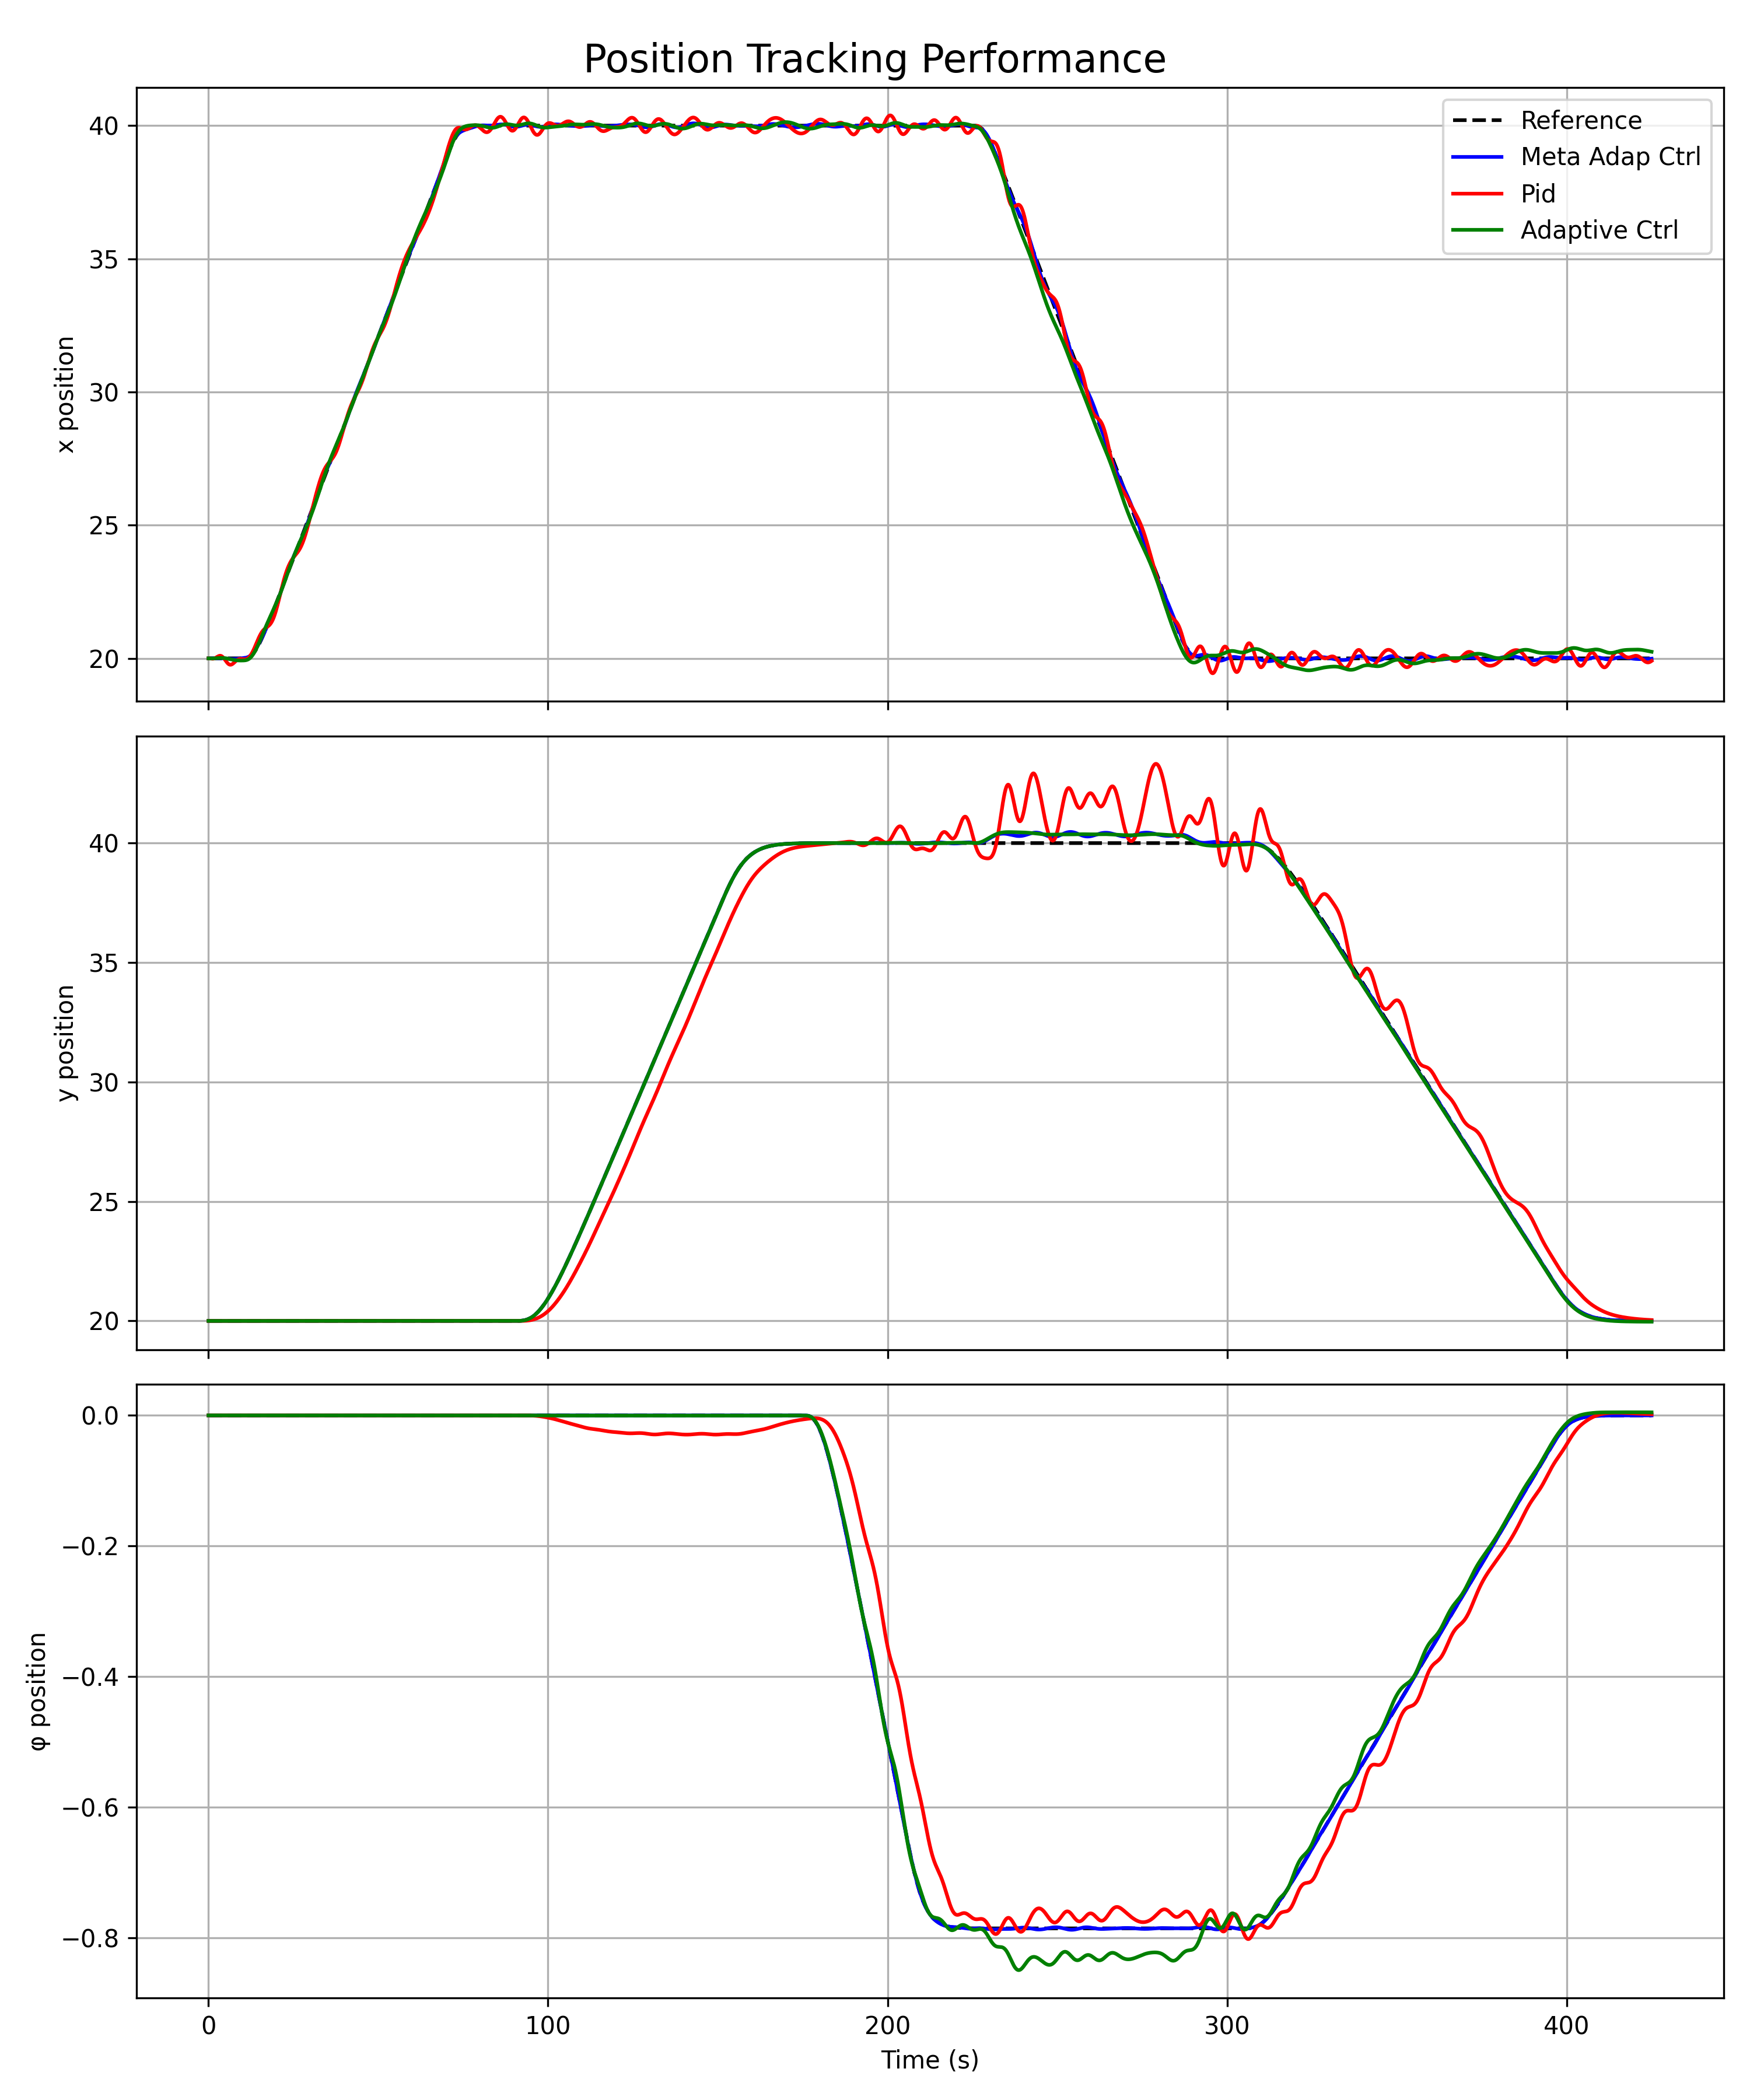 Position Tracking Performance
40
35
30
25
20
x position
Reference
Meta Adap Ctrl
Pid
Adaptive Ctrl
40
35
30
25
20
y position
0.0
−0.2
−0.4
−0.6
−0.8
φ position
0
100
200
300
400
Time (s)